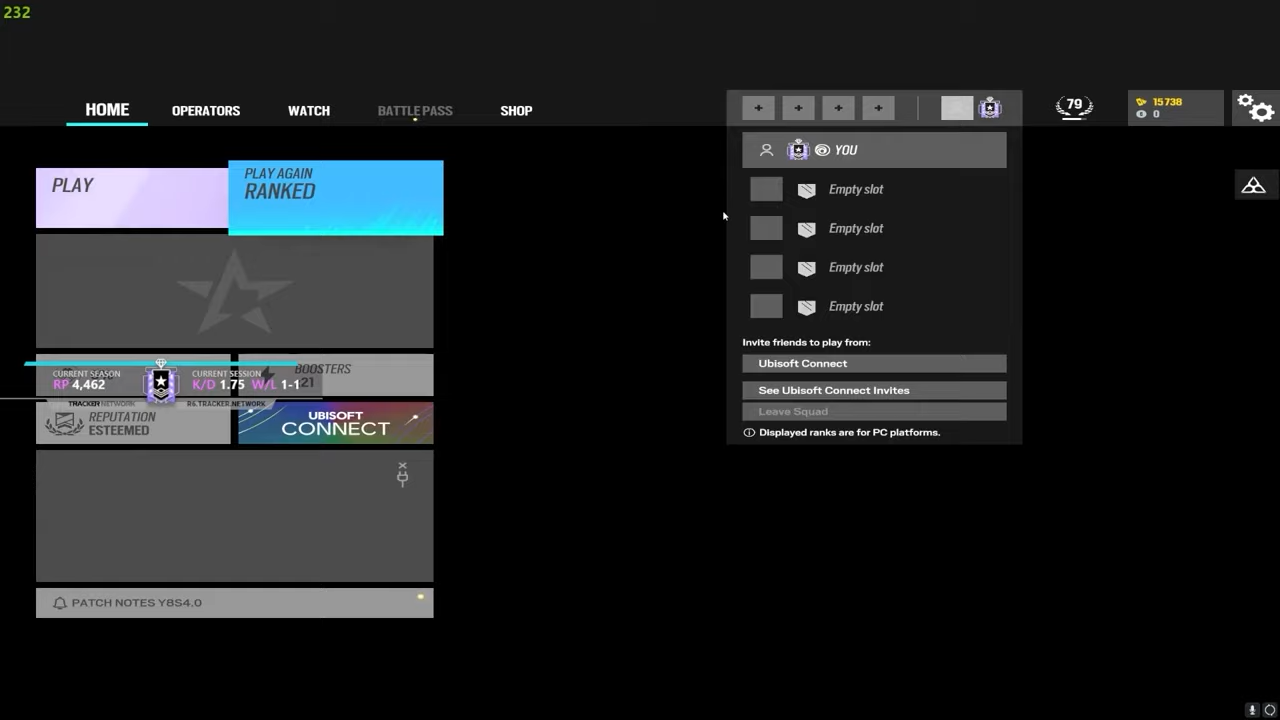 232
HOME
OPERATORS
WATCH
BATTLE PASS
SHOP
79
15 738
0
PLAY
PLAY AGAIN
RANKED
YOU
Empty slot
Empty slot
Empty slot
Empty slot
Invite friends to play from:
Ubisoft Connect
See Ubisoft Connect Invites
Leave Squad
Displayed ranks are for PC platforms.
CURRENT SEASON
RP 4,462
CURRENT SESSION
K/D 1.75 W/L 1-1
BOOSTERS
21
TRACKER NETWORK
R6.TRACKER.NETWORK
REPUTATION
ESTEEMED
UBISOFT
CONNECT
PATCH NOTES Y8S4.0